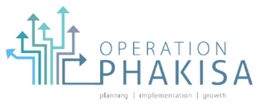 OPERATION
PHAKISA
planning | implementation | growth